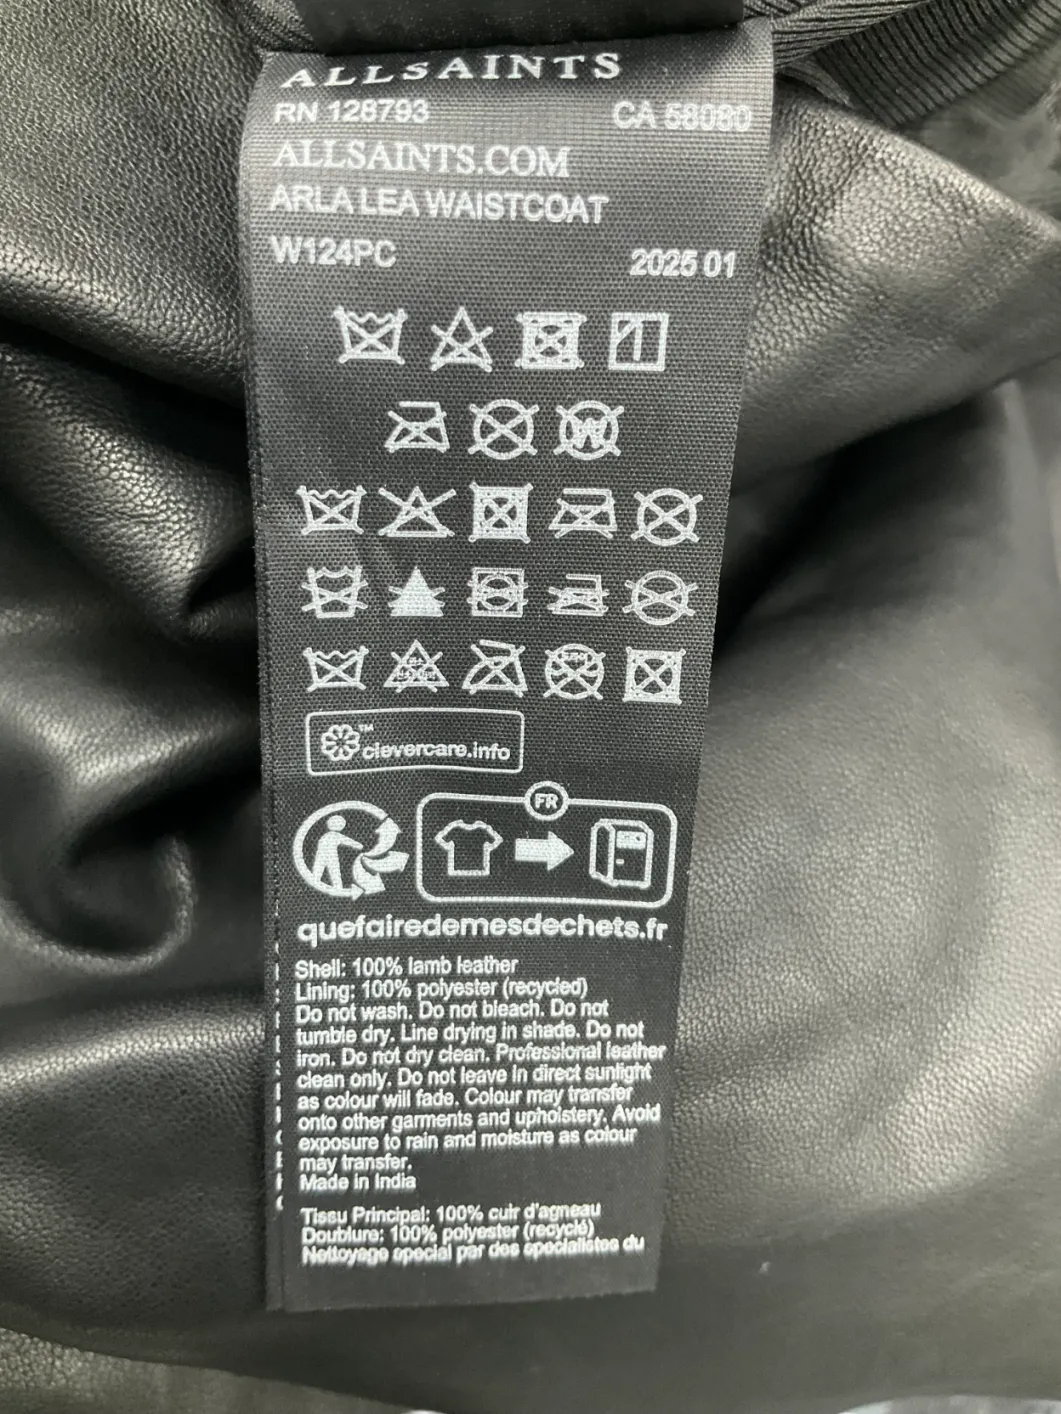 ALLSAINTS
RN 128793 CA 58080
ALLSAINTS.COM
ARLA LEA WAISTCOAT
W124PC 2025 01
W
clevercare.info
FR
quefairedemesdechets.fr
Shell: 100% lamb leather
Lining: 100% polyester (recycled)
Do not wash. Do not bleach. Do not
tumble dry. Line drying in shade. Do not
iron. Do not dry clean. Professional leather
clean only. Do not leave in direct sunlight
as colour will fade. Colour may transfer
onto other garments and upholstery. Avoid
exposure to rain and moisture as colour
may transfer.
Made in India
Tissu Principal: 100% cuir d'agneau
Doublure: 100% polyester (recyclé)
Nettoyage special par des specialistes du